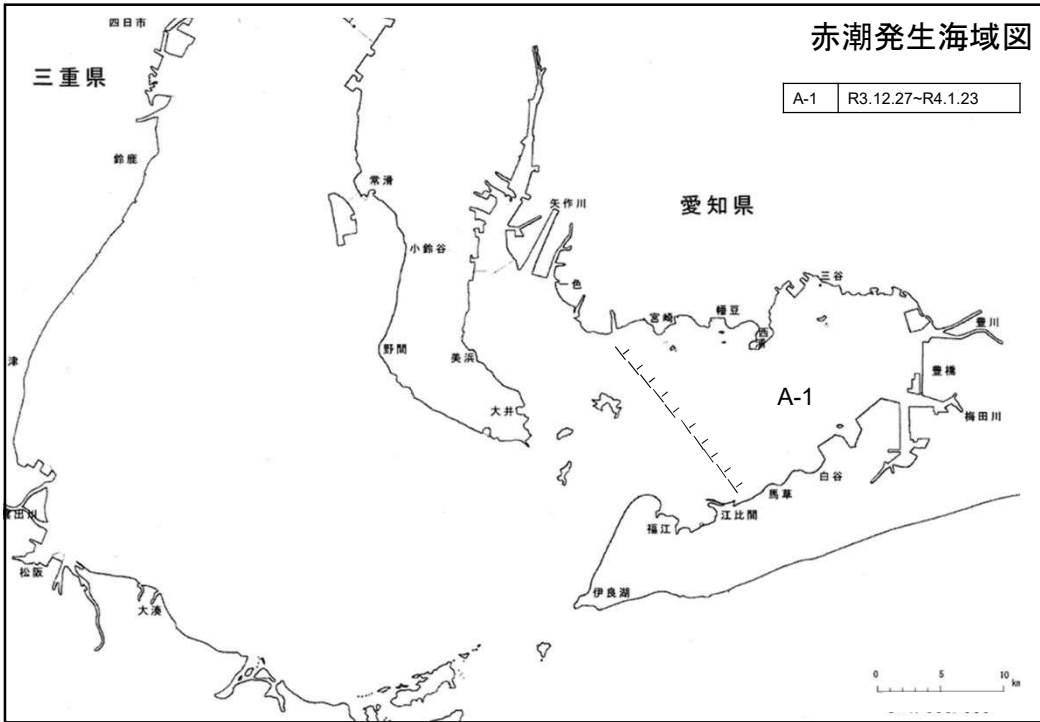 赤潮発生海域図
A-1 R3.12.27~R4.1.23
四日市
三重県
鈴鹿
常滑
小鈴谷
矢作川
愛知県
一色
三谷
宮崎
幡豆
西浦
豊川
野間
美浜
津
豊橋
大井
A-1
梅田川
白谷
馬草
江比間
福江
松阪
大湊
伊良湖
0 5 10
km